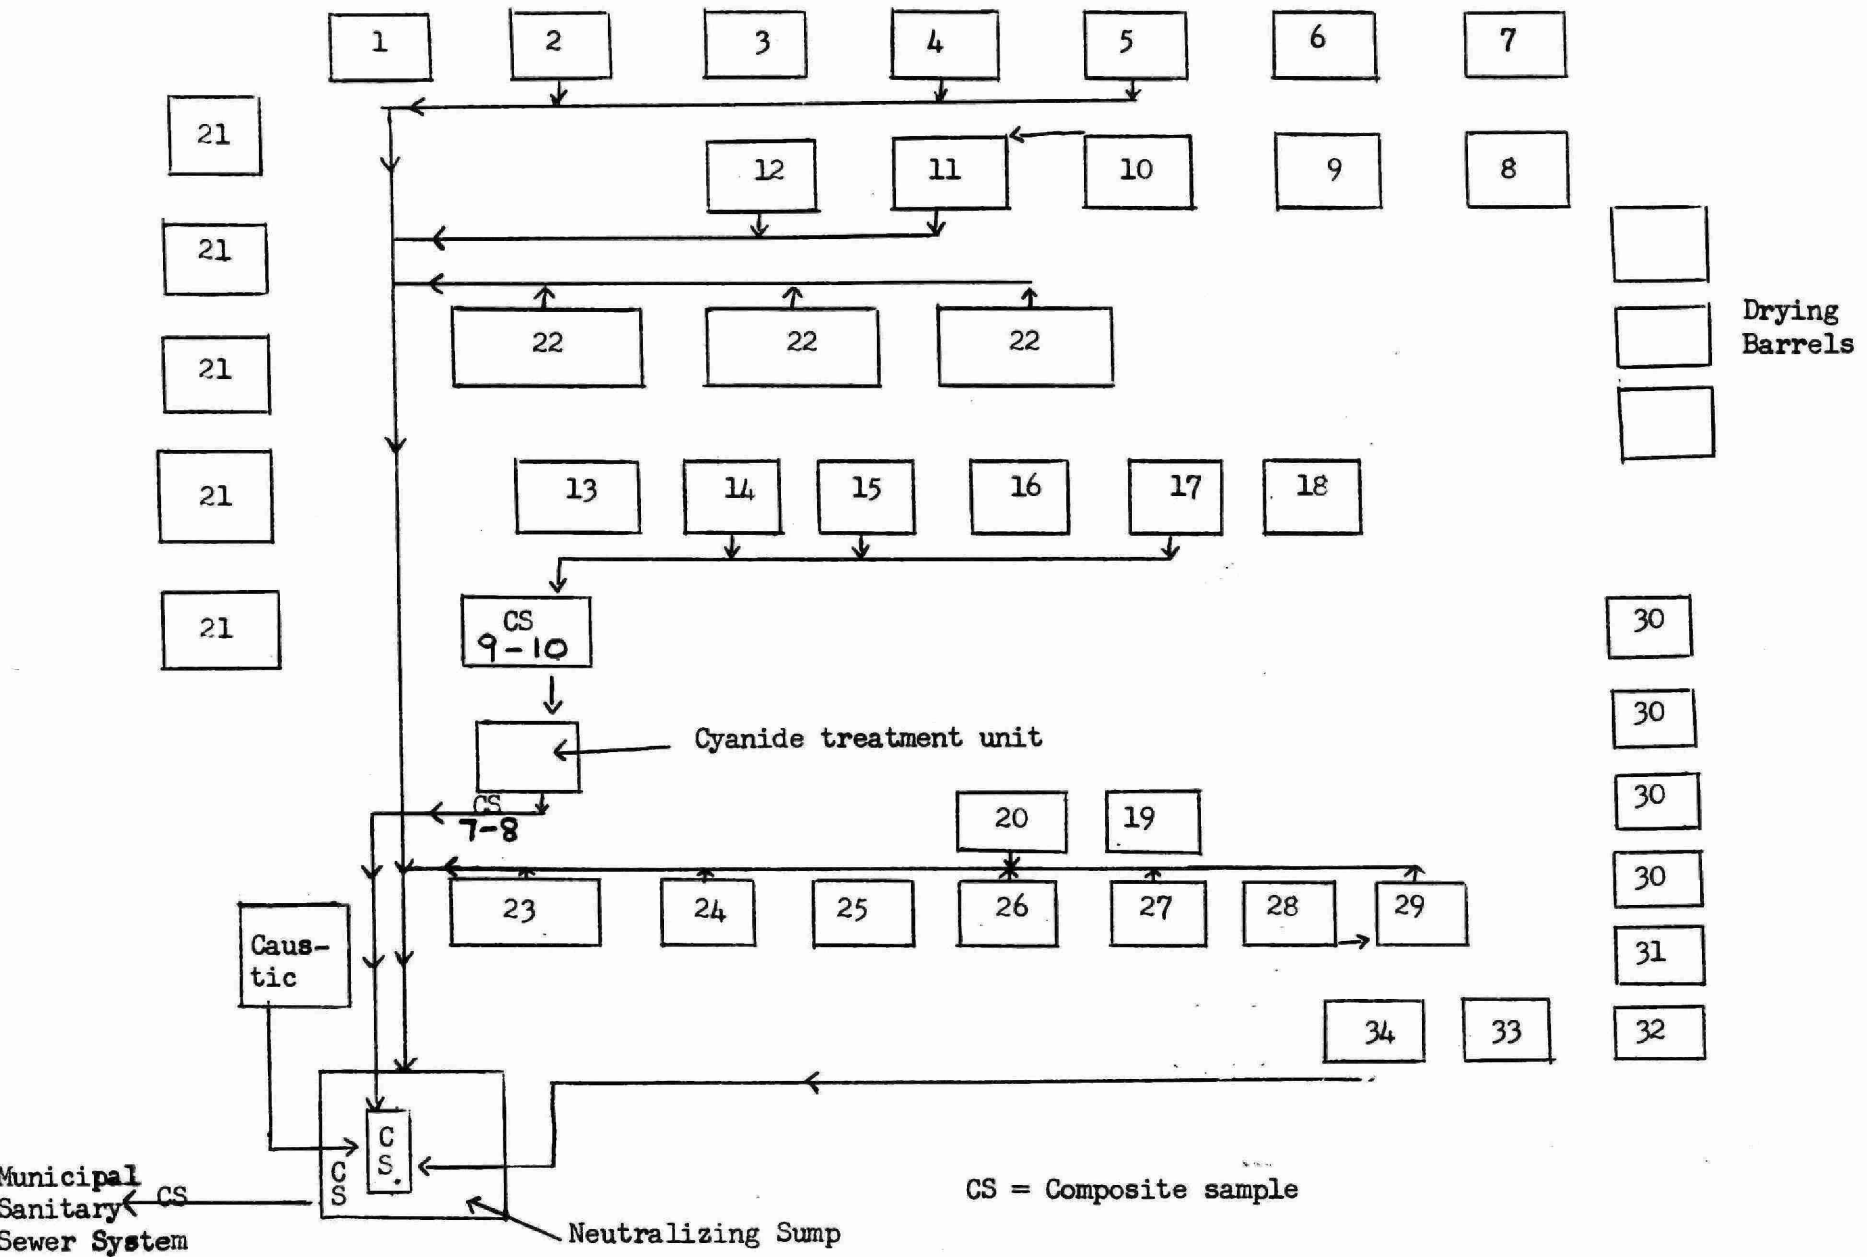 1 2 3 4 5 6 7
21
12 11 10 9 8
21
Drying
Barrels
22 22 22
21
21
13 14 15 16 17 18
CS
9-10
21
30
30
Cyanide treatment unit
CS
7-8
20 19
30
30
23 24 25 26 27 28 29
Caus-
tic
31
34 33 32
C
S.
C
S
Municipal
Sanitary
Sewer System
CS
CS = Composite sample
Neutralizing Sump